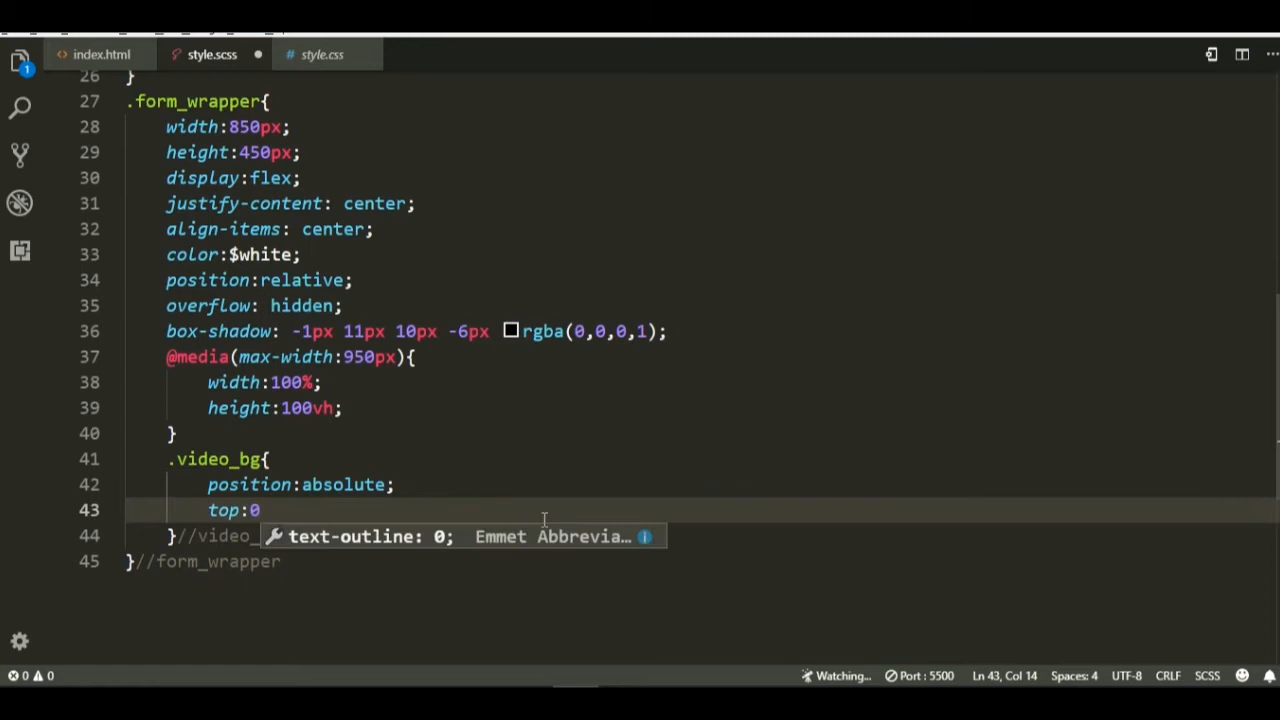 index.html style.scss style.css
26 }
27 .form_wrapper{
28 width:850px;
29 height:450px;
30 display:flex;
31 justify-content: center;
32 align-items: center;
33 color:$white;
34 position:relative;
35 overflow: hidden;
36 box-shadow: -1px 11px 10px -6px rgba(0,0,0,1);
37 @media(max-width:950px){
38 width:100%;
39 height:100vh;
40 }
41 .video_bg{
42 position:absolute;
43 top:0
44 }//video_ text-outline: 0; Emmet Abbrevia…
45 }//form_wrapper
1
0 0 Watching... Port : 5500 Ln 43, Col 14 Spaces: 4 UTF-8 CRLF SCSS